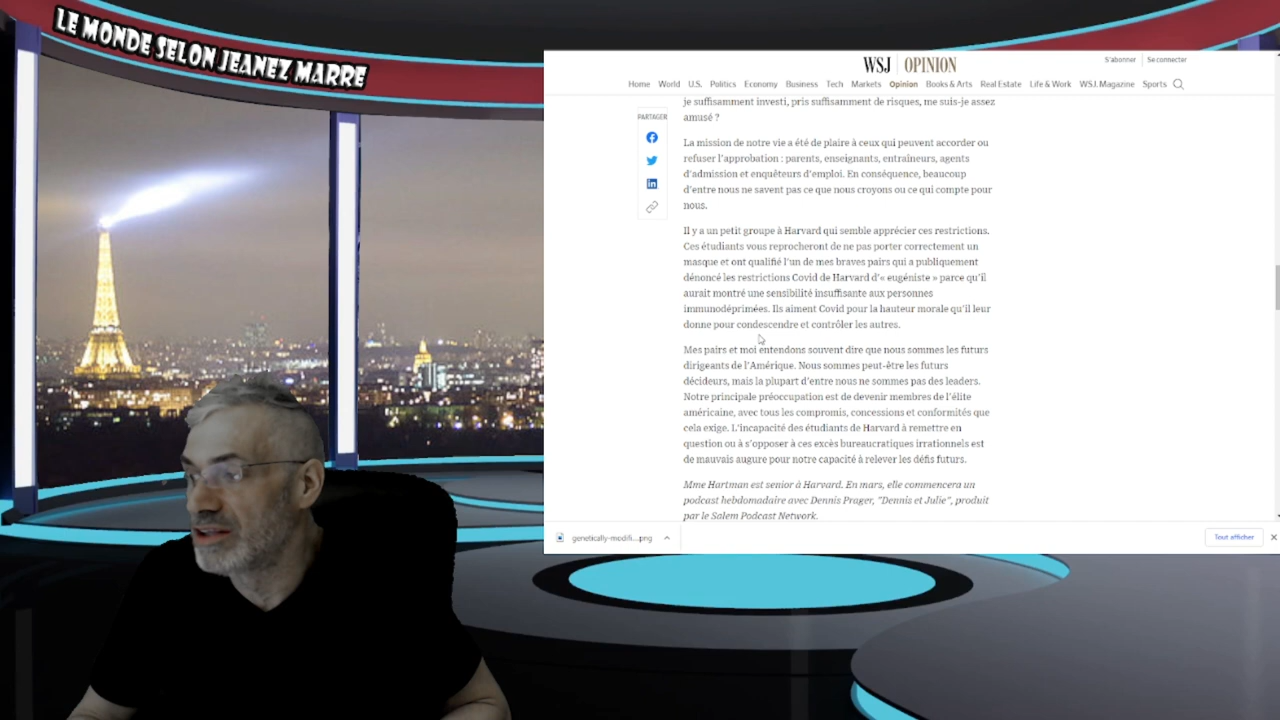 LE MONDE SELON JEANEZ MARRE
WSJ OPINION
S'abonner Se connecter
Home World U.S. Politics Economy Business Tech Markets Opinion Books & Arts Real Estate Life & Work WSJ. Magazine Sports
PARTAGER
je suffisamment investi, pris suffisamment de risques, me suis-je assez
amusé ?
La mission de notre vie a été de plaire à ceux qui peuvent accorder ou
refuser l'approbation : parents, enseignants, entraîneurs, agents
d'admission et enquêteurs d'emploi. En conséquence, beaucoup
d'entre nous ne savent pas ce que nous croyons ou ce qui compte pour
nous.
Il y a un petit groupe à Harvard qui semble apprécier ces restrictions.
Ces étudiants vous reprocheront de ne pas porter correctement un
masque et ont qualifié l'un de mes braves pairs qui a publiquement
dénoncé les restrictions Covid de Harvard d'« eugéniste » parce qu'il
aurait montré une sensibilité insuffisante aux personnes
immunodéprimées. Ils aiment Covid pour la hauteur morale qu'il leur
donne pour condescendre et contrôler les autres.
Mes pairs et moi entendons souvent dire que nous sommes les futurs
dirigeants de l'Amérique. Nous sommes peut-être les futurs
décideurs, mais la plupart d'entre nous ne sommes pas des leaders.
Notre principale préoccupation est de devenir membres de l'élite
américaine, avec tous les compromis, concessions et conformités que
cela exige. L'incapacité des étudiants de Harvard à remettre en
question ou à s'opposer à ces excès bureaucratiques irrationnels est
de mauvais augure pour notre capacité à relever les défis futurs.
Mme Hartman est senior à Harvard. En mars, elle commencera un
podcast hebdomadaire avec Dennis Prager, "Dennis et Julie", produit
par le Salem Podcast Network.
genetically-modifi....png
Tout afficher